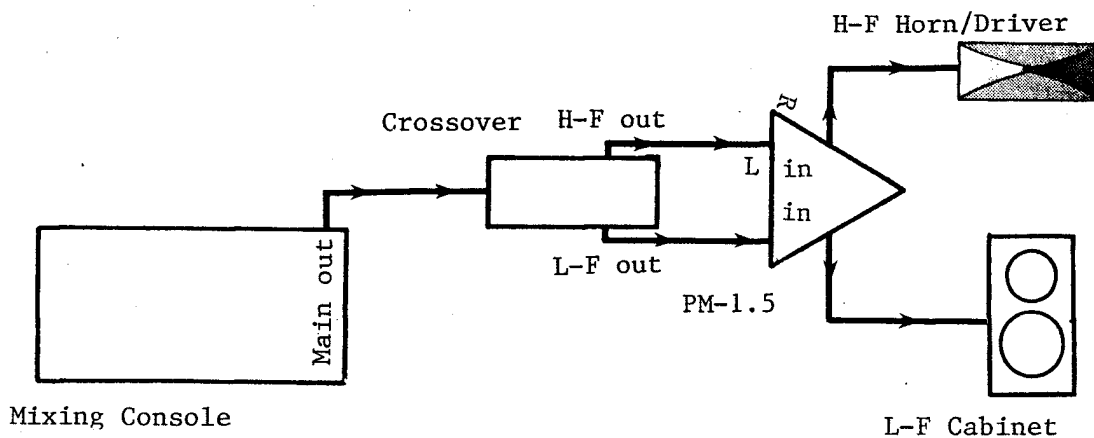 H-F Horn/Driver
R
Crossover
H-F out
L
in
in
Main out
L-F out
PM-1.5
Mixing Console
L-F Cabinet